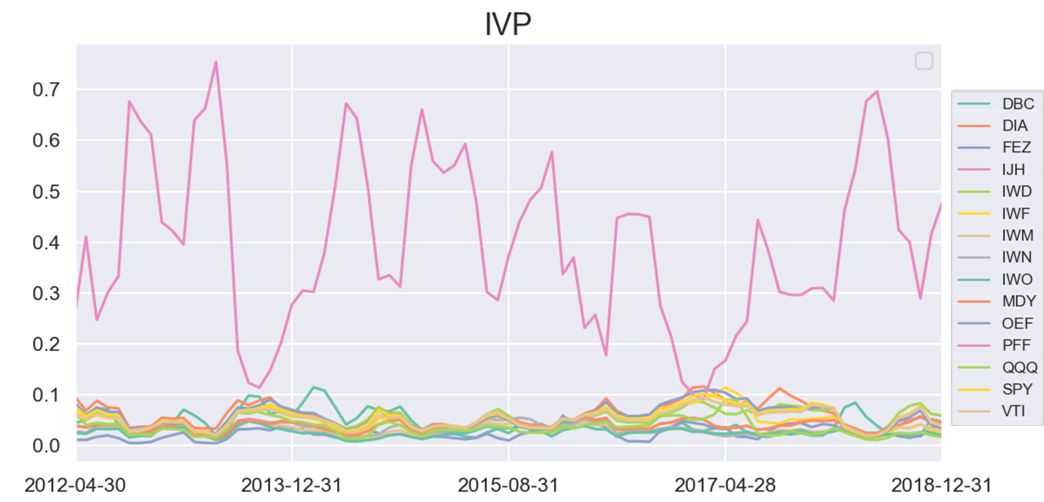 IVP
0.7
0.6
0.5
0.4
0.3
0.2
0.1
0.0
2012-04-30 2013-12-31 2015-08-31 2017-04-28 2018-12-31
DBC
DIA
FEZ
IJH
IWD
IWF
IWM
IWN
IWO
MDY
OEF
PFF
QQQ
SPY
VTI